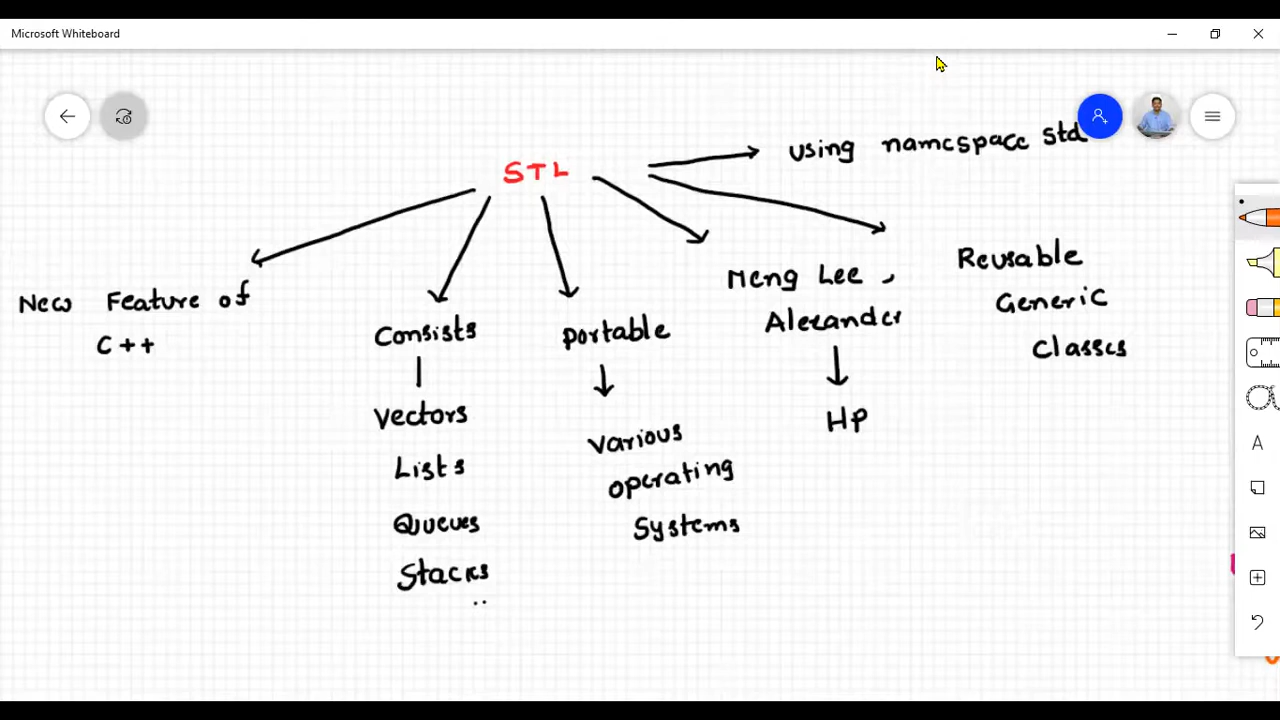 Microsoft Whiteboard
STL
using namespace std
New Feature of
C++
Consists
Vectors
Lists
Queues
Stacks
..
Portable
Various
operating
Systems
Meng Lee,
Alexander
HP
Reusable
Generic
Classes
A